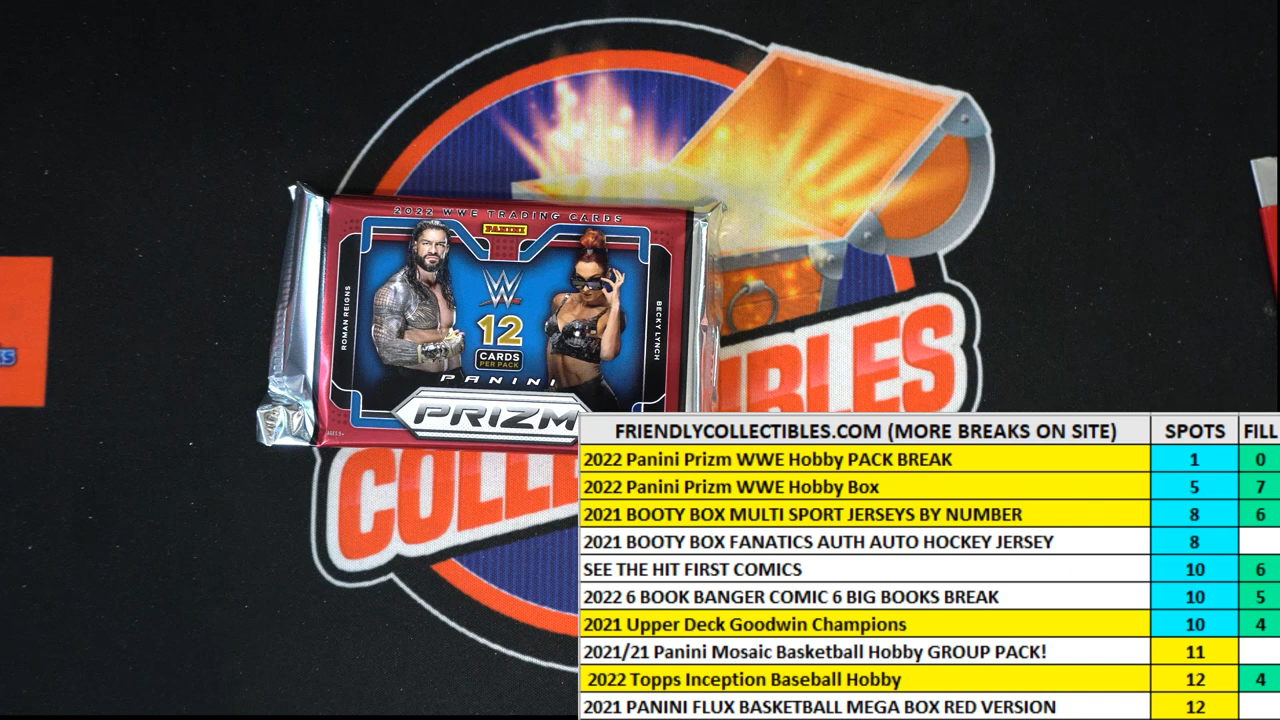 2022 WWE TRADING CARDS
PANINI
ROMAN REIGNS
BECKY LYNCH
W
12
CARDS
PER PACK
PANINI
PRIZM
AGES 9+
SS
IBLES
COLLE
FRIENDLYCOLLECTIBLES.COM (MORE BREAKS ON SITE) SPOTS FILL
2022 Panini Prizm WWE Hobby PACK BREAK 1 0
2022 Panini Prizm WWE Hobby Box 5 7
2021 BOOTY BOX MULTI SPORT JERSEYS BY NUMBER 8 6
2021 BOOTY BOX FANATICS AUTH AUTO HOCKEY JERSEY 8
SEE THE HIT FIRST COMICS 10 6
2022 6 BOOK BANGER COMIC 6 BIG BOOKS BREAK 10 5
2021 Upper Deck Goodwin Champions 10 4
2021/21 Panini Mosaic Basketball Hobby GROUP PACK! 11
2022 Topps Inception Baseball Hobby 12 4
2021 PANINI FLUX BASKETBALL MEGA BOX RED VERSION 12